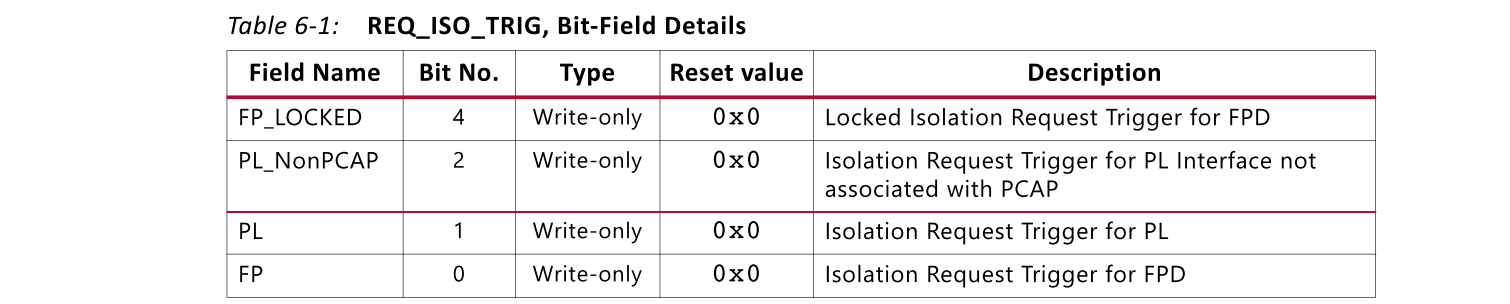 Table 6-1: REQ_ISO_TRIG, Bit-Field Details
Field Name Bit No. Type Reset value Description
FP_LOCKED 4 Write-only 0x0 Locked Isolation Request Trigger for FPD
PL_NonPCAP 2 Write-only 0x0 Isolation Request Trigger for PL Interface not
associated with PCAP
PL 1 Write-only 0x0 Isolation Request Trigger for PL
FP 0 Write-only 0x0 Isolation Request Trigger for FPD